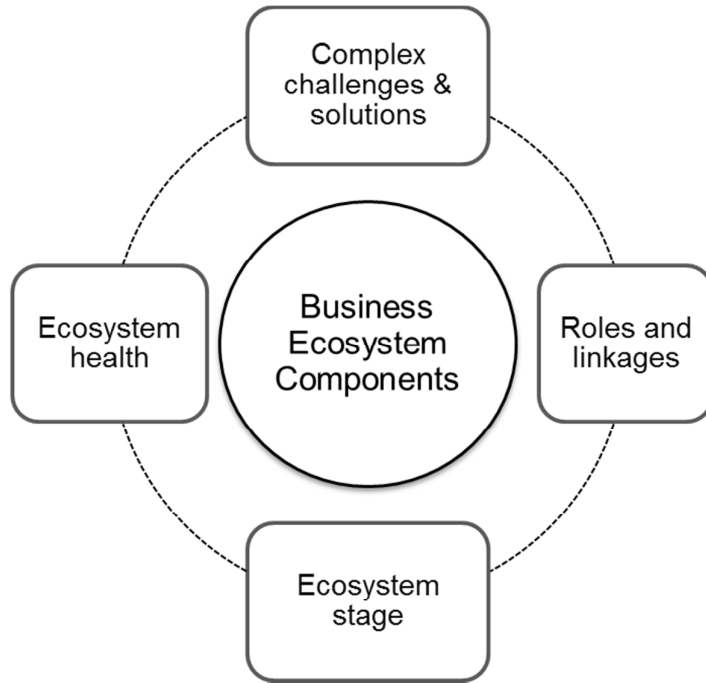 Complex
challenges &
solutions
Ecosystem
health
Business
Ecosystem
Components
Roles and
linkages
Ecosystem
stage